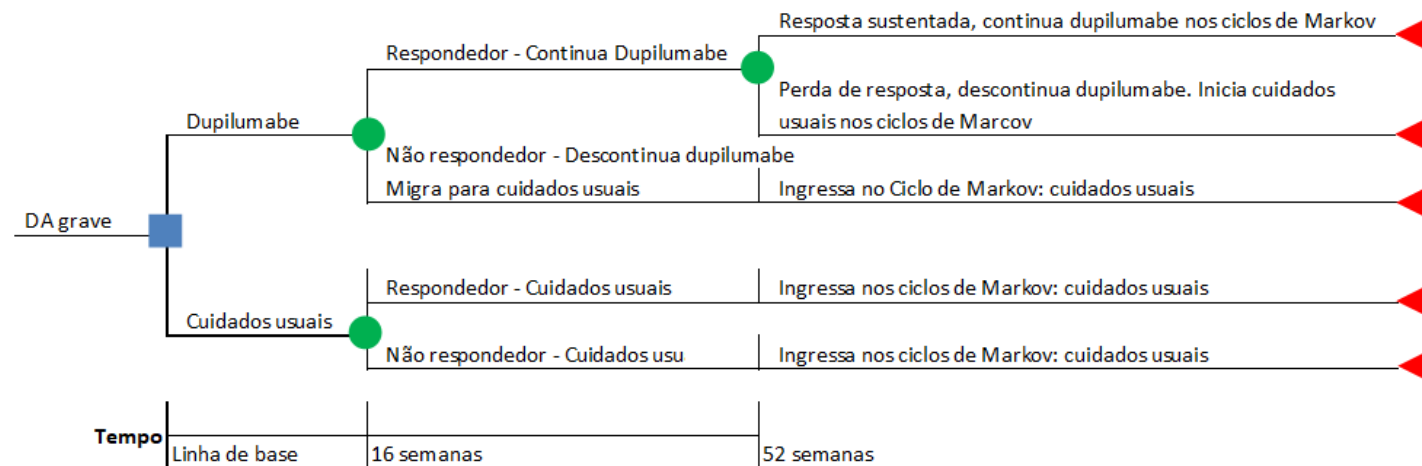 Resposta sustentada, continua dupilumabe nos ciclos de Markov
Respondedor - Continua Dupilumabe
Perda de resposta, descontinua dupilumabe. Inicia cuidados
usuais nos ciclos de Marcov
Dupilumabe
Não respondedor - Descontinua dupilumabe
Migra para cuidados usuais
Ingressa no Ciclo de Markov: cuidados usuais
DA grave
Respondedor - Cuidados usuais
Ingressa nos ciclos de Markov: cuidados usuais
Cuidados usuais
Não respondedor - Cuidados usu
Ingressa nos ciclos de Markov: cuidados usuais
Tempo
Linha de base
16 semanas
52 semanas